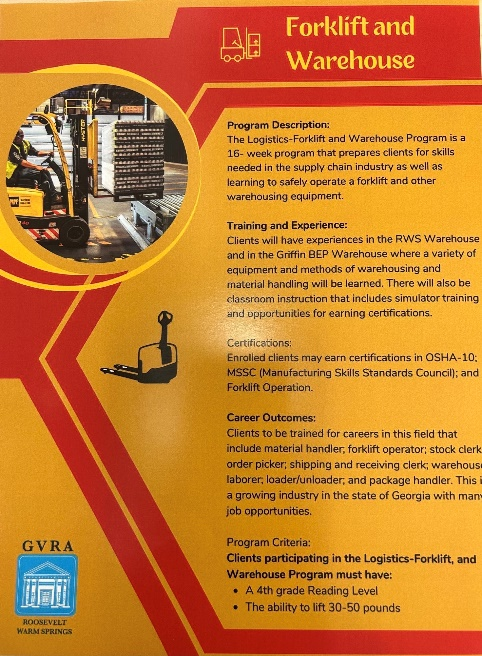 Forklift and
Warehouse
Program Description:
The Logistics-Forklift and Warehouse Program is a
16- week program that prepares clients for skills
needed in the supply chain industry as well as
learning to safely operate a forklift and other
warehousing equipment.
Training and Experience:
Clients will have experiences in the RWS Warehouse
and in the Griffin BEP Warehouse where a variety of
equipment and methods of warehousing and
material handling will be learned. There will also be
classroom instruction that includes simulator training
and opportunities for earning certifications.
Certifications:
Enrolled clients may earn certifications in OSHA-10;
MSSC (Manufacturing Skills Standards Council); and
Forklift Operation.
Career Outcomes:
Clients to be trained for careers in this field that
include material handler; forklift operator; stock clerk
order picker; shipping and receiving clerk; warehous
laborer; loader/unloader; and package handler. This i
a growing industry in the state of Georgia with many
job opportunities.
Program Criteria:
Clients participating in the Logistics-Forklift, and
Warehouse Program must have:
• A 4th grade Reading Level
• The ability to lift 30-50 pounds
GVRA
ROOSEVELT
WARM SPRINGS